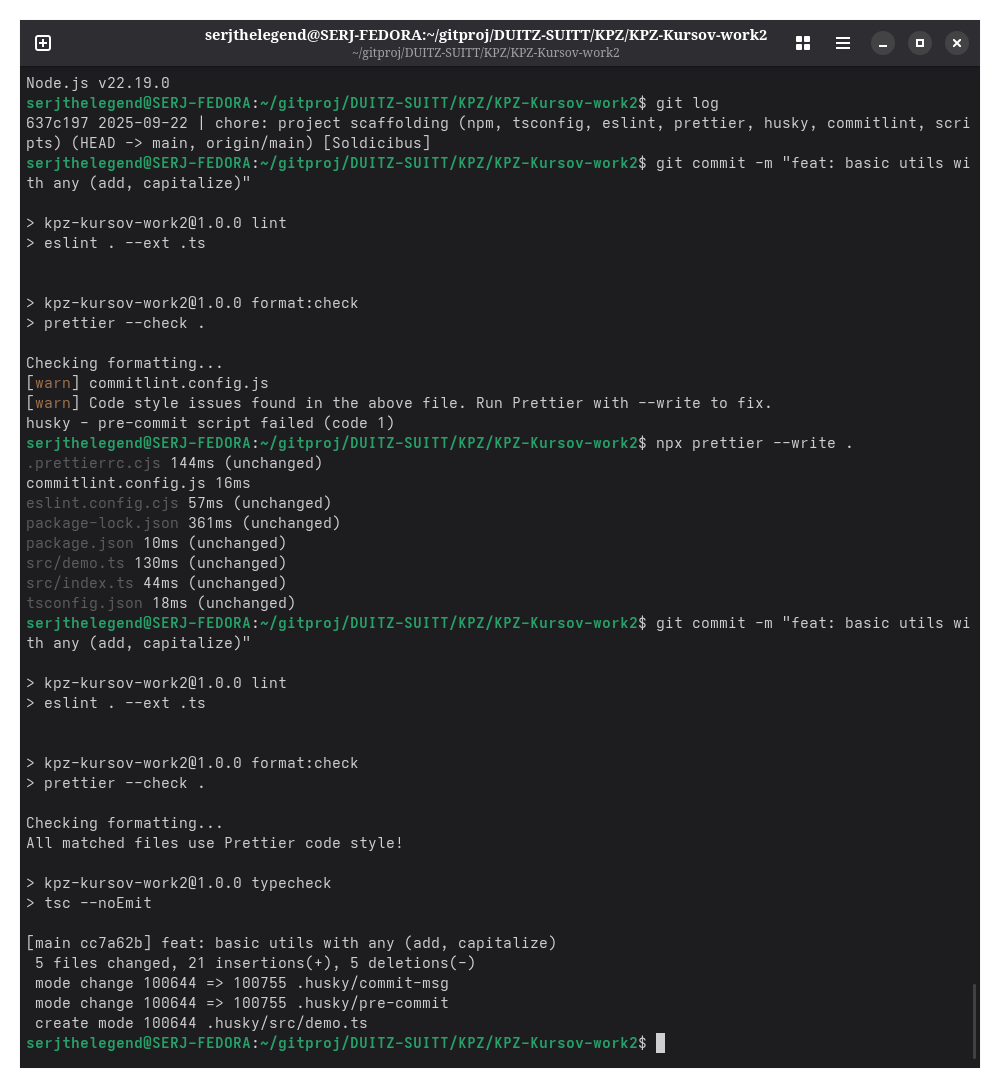 serjthelegend@SERJ-FEDORA:~/gitproj/DUITZ-SUITT/KPZ/KPZ-Kursov-work2
~/gitproj/DUITZ-SUITT/KPZ/KPZ-Kursov-work2
Node.js v22.19.0
serjthelegend@SERJ-FEDORA:~/gitproj/DUITZ-SUITT/KPZ/KPZ-Kursov-work2$ git log
637c197 2025-09-22 | chore: project scaffolding (npm, tsconfig, eslint, prettier, husky, commitlint, scri
pts) (HEAD -> main, origin/main) [Soldicibus]
serjthelegend@SERJ-FEDORA:~/gitproj/DUITZ-SUITT/KPZ/KPZ-Kursov-work2$ git commit -m "feat: basic utils wi
th any (add, capitalize)"
> kpz-kursov-work2@1.0.0 lint
> eslint . --ext .ts
> kpz-kursov-work2@1.0.0 format:check
> prettier --check .
Checking formatting...
[warn] commitlint.config.js
[warn] Code style issues found in the above file. Run Prettier with --write to fix.
husky - pre-commit script failed (code 1)
serjthelegend@SERJ-FEDORA:~/gitproj/DUITZ-SUITT/KPZ/KPZ-Kursov-work2$ npx prettier --write .
.prettierrc.cjs 144ms (unchanged)
commitlint.config.js 16ms
eslint.config.cjs 57ms (unchanged)
package-lock.json 361ms (unchanged)
package.json 10ms (unchanged)
src/demo.ts 130ms (unchanged)
src/index.ts 44ms (unchanged)
tsconfig.json 18ms (unchanged)
serjthelegend@SERJ-FEDORA:~/gitproj/DUITZ-SUITT/KPZ/KPZ-Kursov-work2$ git commit -m "feat: basic utils wi
th any (add, capitalize)"
> kpz-kursov-work2@1.0.0 lint
> eslint . --ext .ts
> kpz-kursov-work2@1.0.0 format:check
> prettier --check .
Checking formatting...
All matched files use Prettier code style!
> kpz-kursov-work2@1.0.0 typecheck
> tsc --noEmit
[main cc7a62b] feat: basic utils with any (add, capitalize)
 5 files changed, 21 insertions(+), 5 deletions(-)
 mode change 100644 => 100755 .husky/commit-msg
 mode change 100644 => 100755 .husky/pre-commit
 create mode 100644 .husky/src/demo.ts
serjthelegend@SERJ-FEDORA:~/gitproj/DUITZ-SUITT/KPZ/KPZ-Kursov-work2$